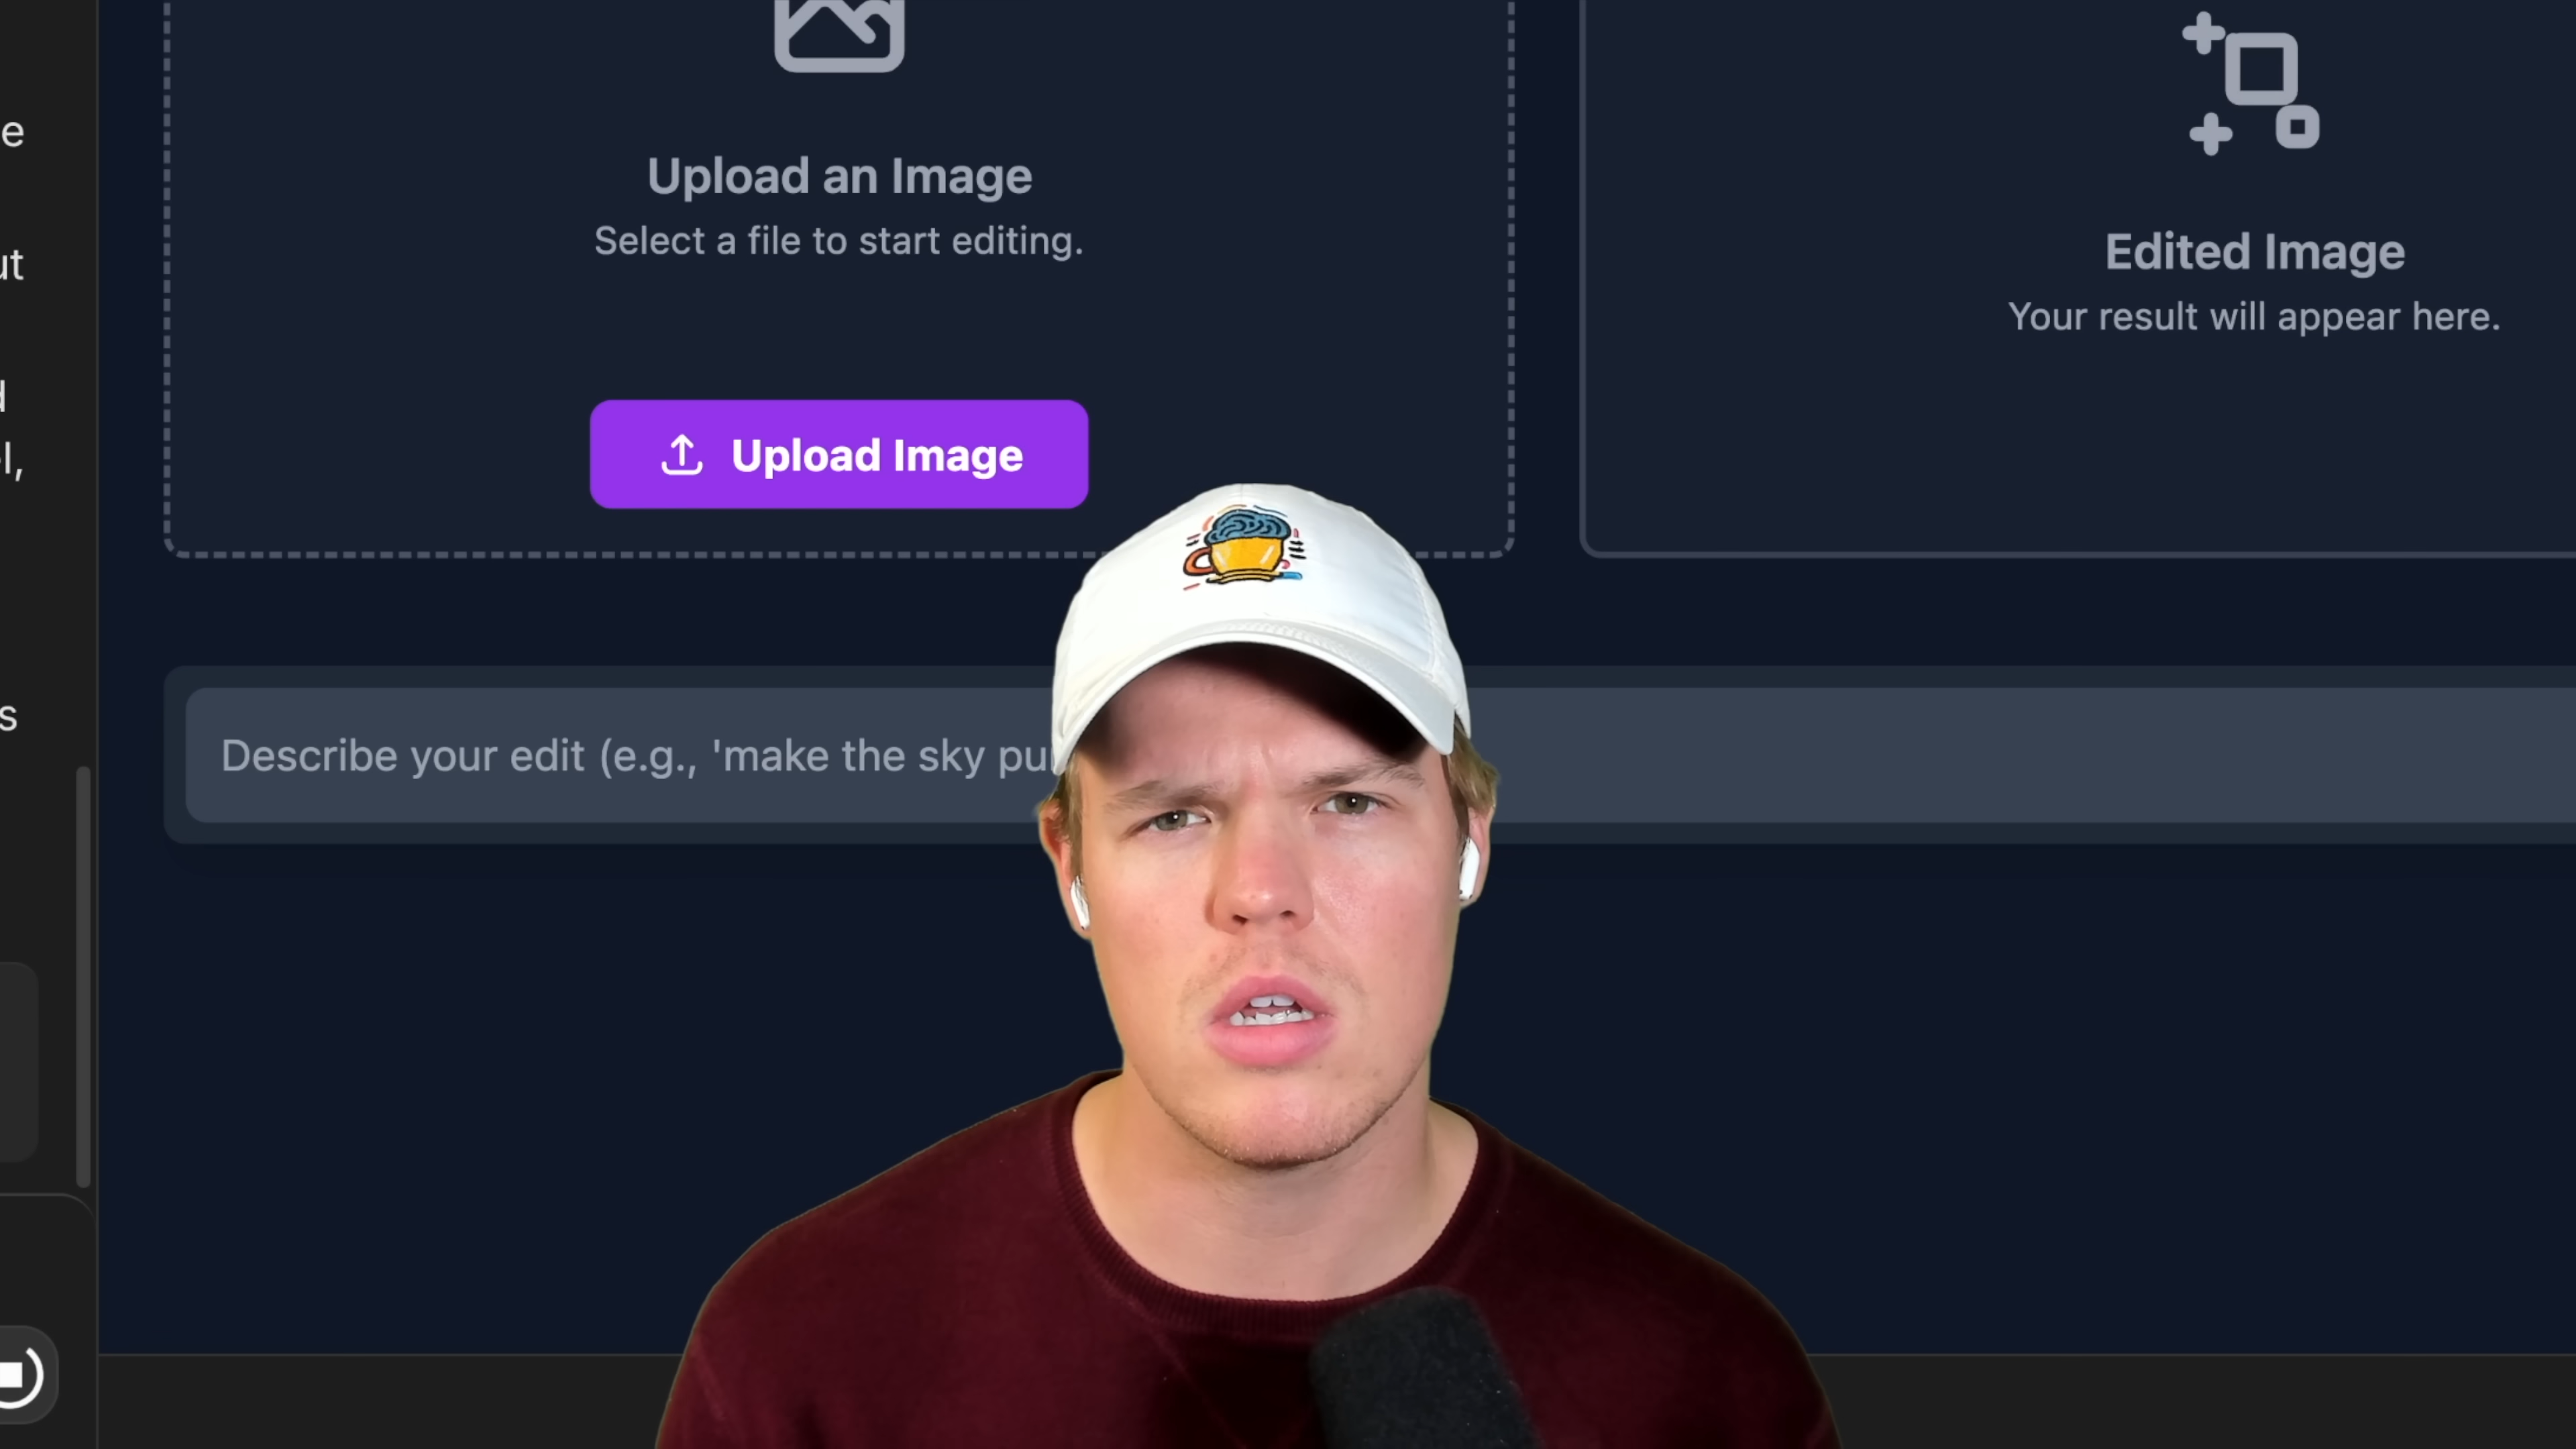 e
ut
d
l,
s
Upload an Image
Select a file to start editing.
Upload Image
Edited Image
Your result will appear here.
Describe your edit (e.g., 'make the sky pu